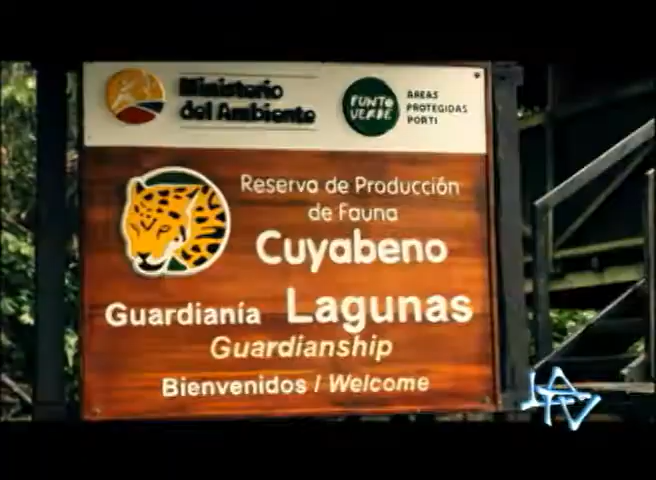 Ministerio
del Ambiente
PUNTO
VERDE
AREAS
PROTEGIDAS
PORTI
Reserva de Producción
de Fauna
Cuyabeno
Guardianía Lagunas
Guardianship
Bienvenidos / Welcome